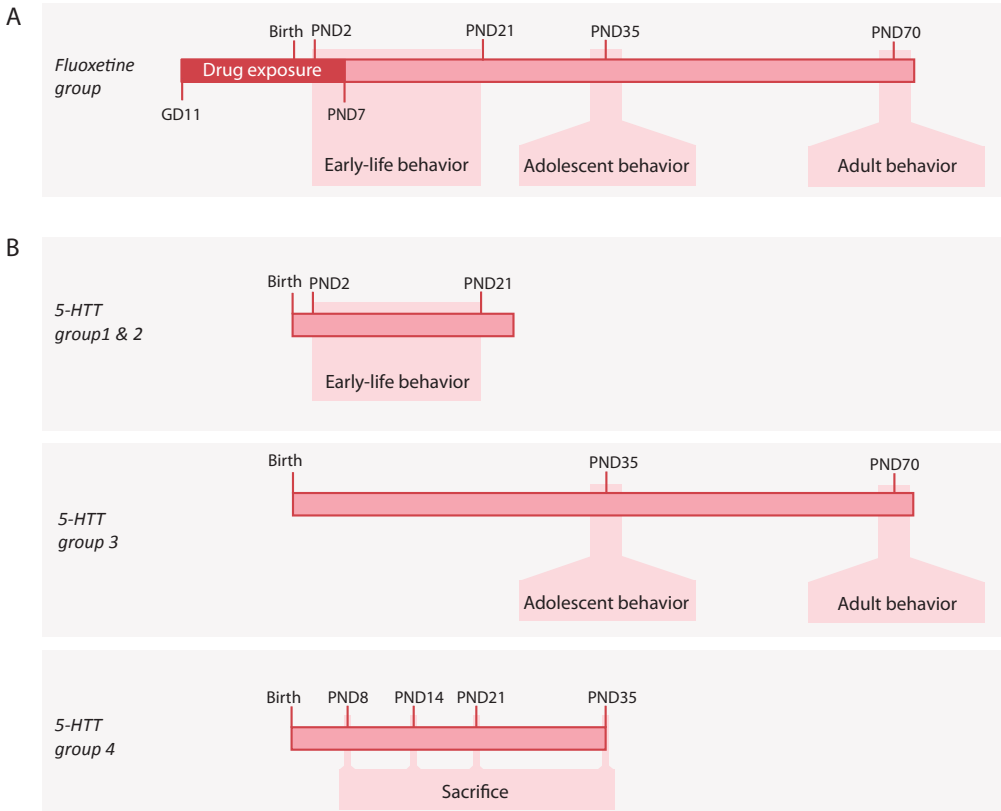 A
Birth PND2 PND21 PND35 PND70
Fluoxetine
group
Drug exposure
GD11 PND7
Early-life behavior Adolescent behavior Adult behavior
B
Birth PND2 PND21
5-HTT
group1 & 2
Early-life behavior
Birth PND35 PND70
5-HTT
group 3
Adolescent behavior Adult behavior
Birth PND8 PND14 PND21 PND35
5-HTT
group 4
Sacrifice